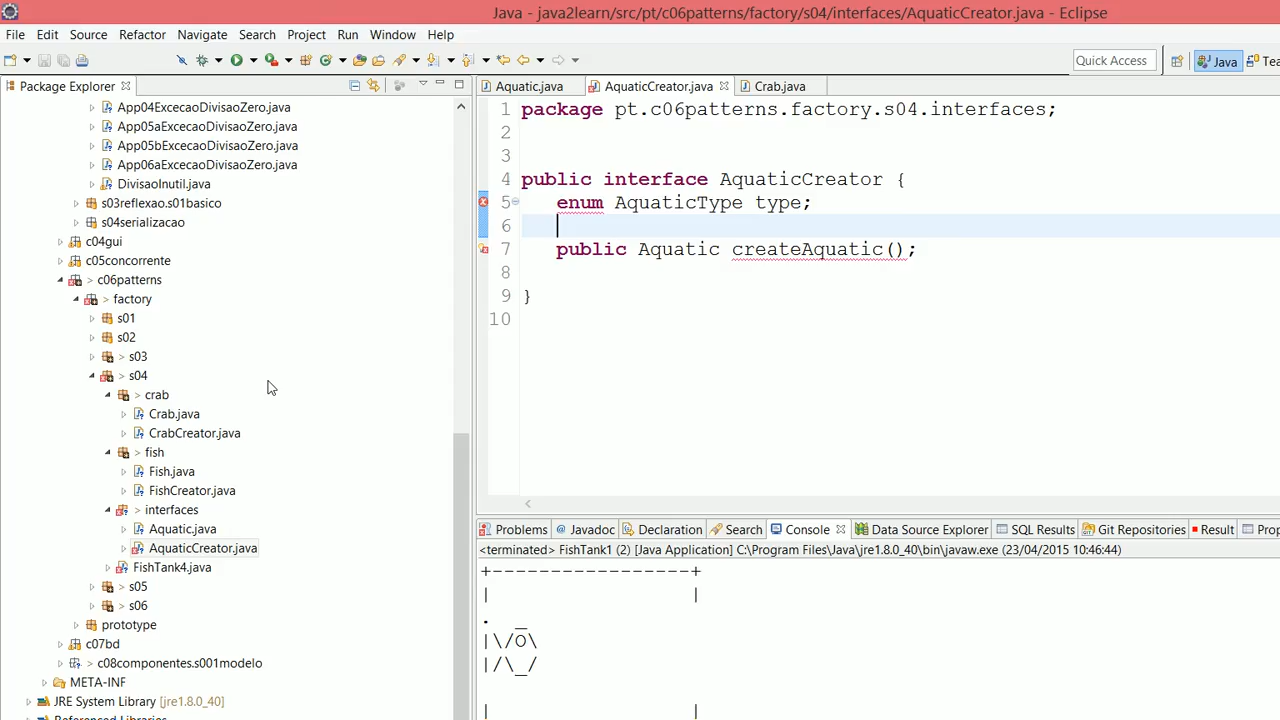 Java - java2learn/src/pt/c06patterns/factory/s04/interfaces/AquaticCreator.java - Eclipse
File Edit Source Refactor Navigate Search Project Run Window Help
Quick Access
Java
Tea
Package Explorer
Aquatic.java
AquaticCreator.java
Crab.java
App04ExcecaoDivisaoZero.java
App05aExcecaoDivisaoZero.java
App05bExcecaoDivisaoZero.java
App06aExcecaoDivisaoZero.java
DivisaoInutil.java
s03reflexao.s01basico
s04serializacao
c04gui
c05concorrente
> c06patterns
> factory
s01
s02
> s03
> s04
> crab
Crab.java
CrabCreator.java
> fish
Fish.java
FishCreator.java
> interfaces
Aquatic.java
AquaticCreator.java
FishTank4.java
> s05
> s06
prototype
c07bd
> c08componentes.s001modelo
META-INF
JRE System Library [jre1.8.0_40]
Referenced Libraries
1 package pt.c06patterns.factory.s04.interfaces;
2
3
4 public interface AquaticCreator {
5 enum AquaticType type;
6
7 public Aquatic createAquatic();
8
9 }
10
Problems @ Javadoc Declaration Search Console Data Source Explorer SQL Results Git Repositories Result Prop
<terminated> FishTank1 (2) [Java Application] C:\Program Files\Java\jre1.8.0_40\bin\javaw.exe (23/04/2015 10:46:44)
+----------------+
|                |
.  _
|\/O\
|/\_/
|                |